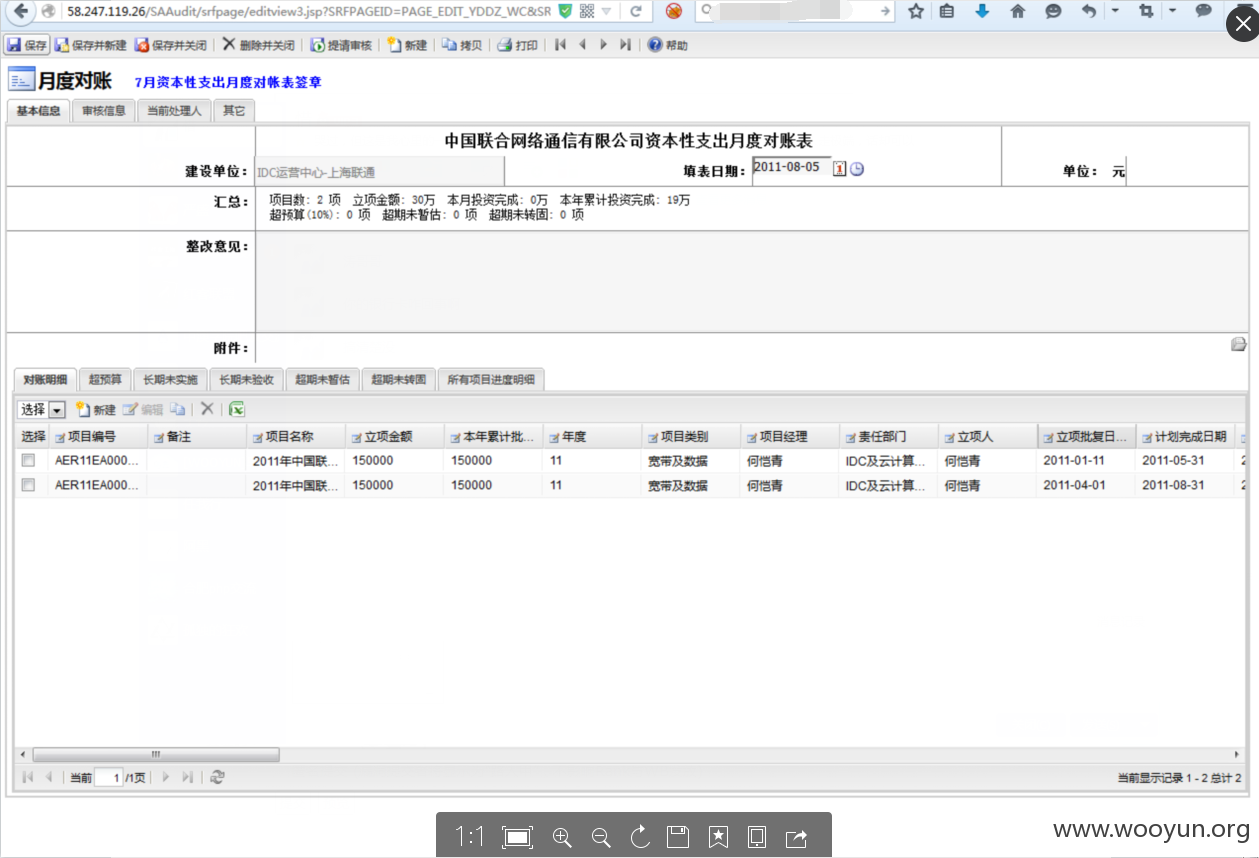 58.247.119.26/SAAudit/srfpage/editview3.jsp?SRFPAGEID=PAGE_EDIT_YDDZ_WC&SR
保存 保存并新建 保存并关闭 删除并关闭 提请审核 新建 拷贝 打印 帮助
月度对账 7月资本性支出月度对帐表签章
基本信息 审核信息 当前处理人 其它
中国联合网络通信有限公司资本性支出月度对账表
建设单位: IDC运营中心-上海联通 填表日期: 2011-08-05 单位: 元
汇总: 项目数: 2 项 立项金额: 30万 本月投资完成: 0万 本年累计投资完成: 19万
超预算(10%): 0 项 超期未暂估: 0 项 超期未转固: 0 项
整改意见:
附件:
对账明细 超预算 长期未实施 长期未验收 超期未暂估 超期未转固 所有项目进度明细
选择 新建 编辑
选择 项目编号 备注 项目名称 立项金额 本年累计批... 年度 项目类别 项目经理 责任部门 立项人 立项批复日... 计划完成日期
AER11EA000... 2011年中国联... 150000 150000 11 宽带及数据 何恺青 IDC及云计算... 何恺青 2011-01-11 2011-05-31 2
AER11EA000... 2011年中国联... 150000 150000 11 宽带及数据 何恺青 IDC及云计算... 何恺青 2011-04-01 2011-08-31 2
当前 1 /1页 当前显示记录 1 - 2 总计 2
1:1
www.wooyun.org